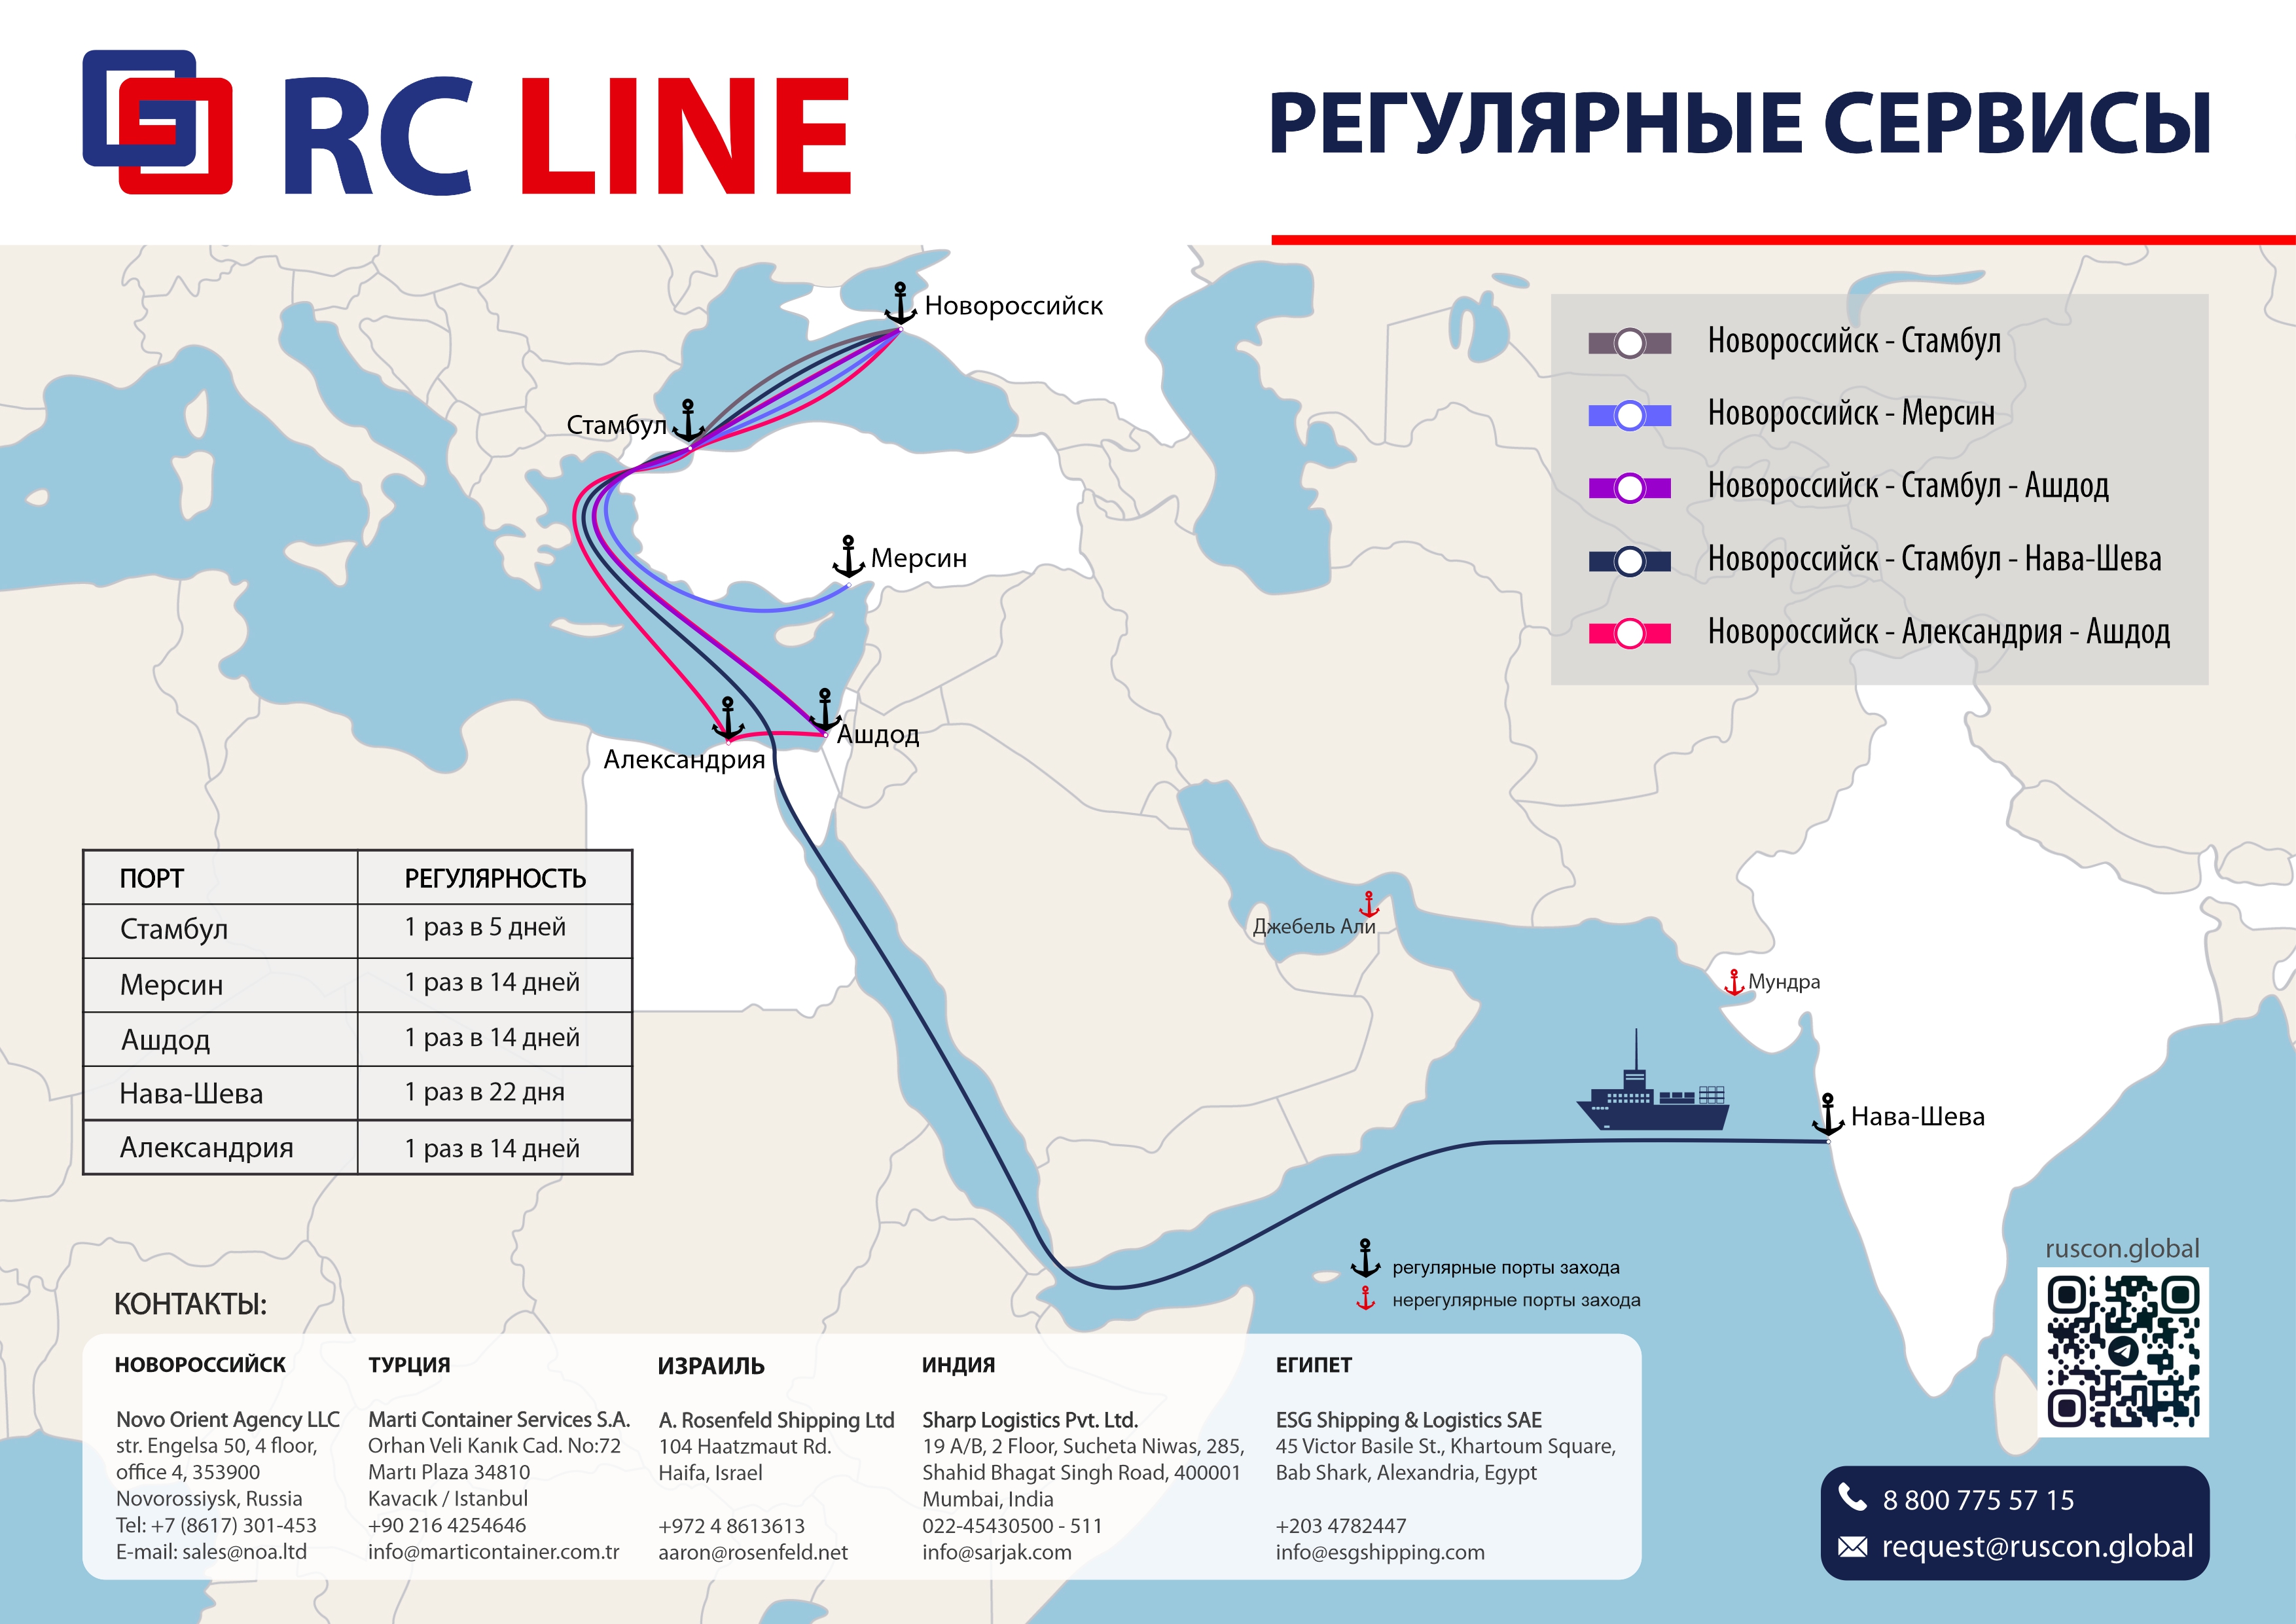 RC LINE
РЕГУЛЯРНЫЕ СЕРВИСЫ
Новороссийск
Стамбул
Мерсин
Ашдод
Александрия
Джебель Али
Мундра
Нава-Шева
Новороссийск - Стамбул
Новороссийск - Мерсин
Новороссийск - Стамбул - Ашдод
Новороссийск - Стамбул - Нава-Шева
Новороссийск - Александрия - Ашдод
ПОРТ РЕГУЛЯРНОСТЬ
Стамбул 1 раз в 5 дней
Мерсин 1 раз в 14 дней
Ашдод 1 раз в 14 дней
Нава-Шева 1 раз в 22 дня
Александрия 1 раз в 14 дней
регулярные порты захода
нерегулярные порты захода
КОНТАКТЫ:
НОВОРОССИЙСК
Novo Orient Agency LLC
str. Engelsa 50, 4 floor,
office 4, 353900
Novorossiysk, Russia
Tel: +7 (8617) 301-453
E-mail: sales@noa.ltd
ТУРЦИЯ
Marti Container Services S.A.
Orhan Veli Kanık Cad. No:72
Martı Plaza 34810
Kavacık / Istanbul
+90 216 4254646
info@marticontainer.com.tr
ИЗРАИЛЬ
A. Rosenfeld Shipping Ltd
104 Haatzmaut Rd.
Haifa, Israel
+972 4 8613613
aaron@rosenfeld.net
ИНДИЯ
Sharp Logistics Pvt. Ltd.
19 A/B, 2 Floor, Sucheta Niwas, 285,
Shahid Bhagat Singh Road, 400001
Mumbai, India
022-45430500 - 511
info@sarjak.com
ЕГИПЕТ
ESG Shipping & Logistics SAE
45 Victor Basile St., Khartoum Square,
Bab Shark, Alexandria, Egypt
+203 4782447
info@esgshipping.com
ruscon.global
8 800 775 57 15
request@ruscon.global